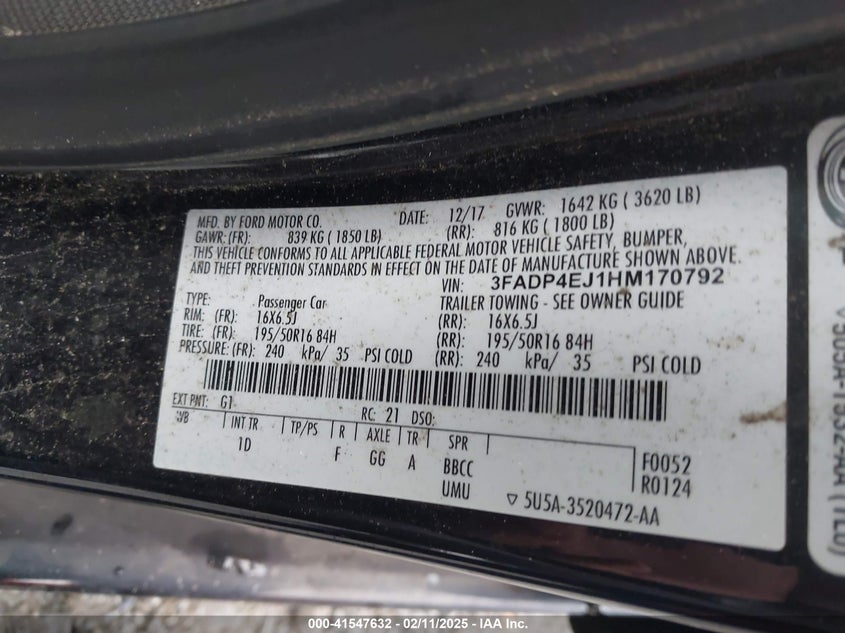 MFD. BY FORD MOTOR CO. DATE: 12/17 GVWR: 1642 KG ( 3620 LB)
GAWR: (FR): 839 KG ( 1850 LB) (RR): 816 KG ( 1800 LB)
THIS VEHICLE CONFORMS TO ALL APPLICABLE FEDERAL MOTOR VEHICLE SAFETY, BUMPER,
AND THEFT PREVENTION STANDARDS IN EFFECT ON THE DATE OF MANUFACTURE SHOWN ABOVE.
VIN: 3FADP4EJ1HM170792
TYPE: Passenger Car TRAILER TOWING - SEE OWNER GUIDE
RIM: (FR): 16X6.5J (RR): 16X6.5J
TIRE: (FR): 195/50R16 84H (RR): 195/50R16 84H
PRESSURE: (FR): 240 kPa/ 35 PSI COLD (RR): 240 kPa/ 35 PSI COLD
EXT PNT: G1 RC: 21 DSO:
WB INT TR TP/PS R AXLE TR SPR
1D F GG A BBCC F0052
UMU R0124
5U5A-3520472-AA
000-41547632 - 02/11/2025 - IAA Inc.